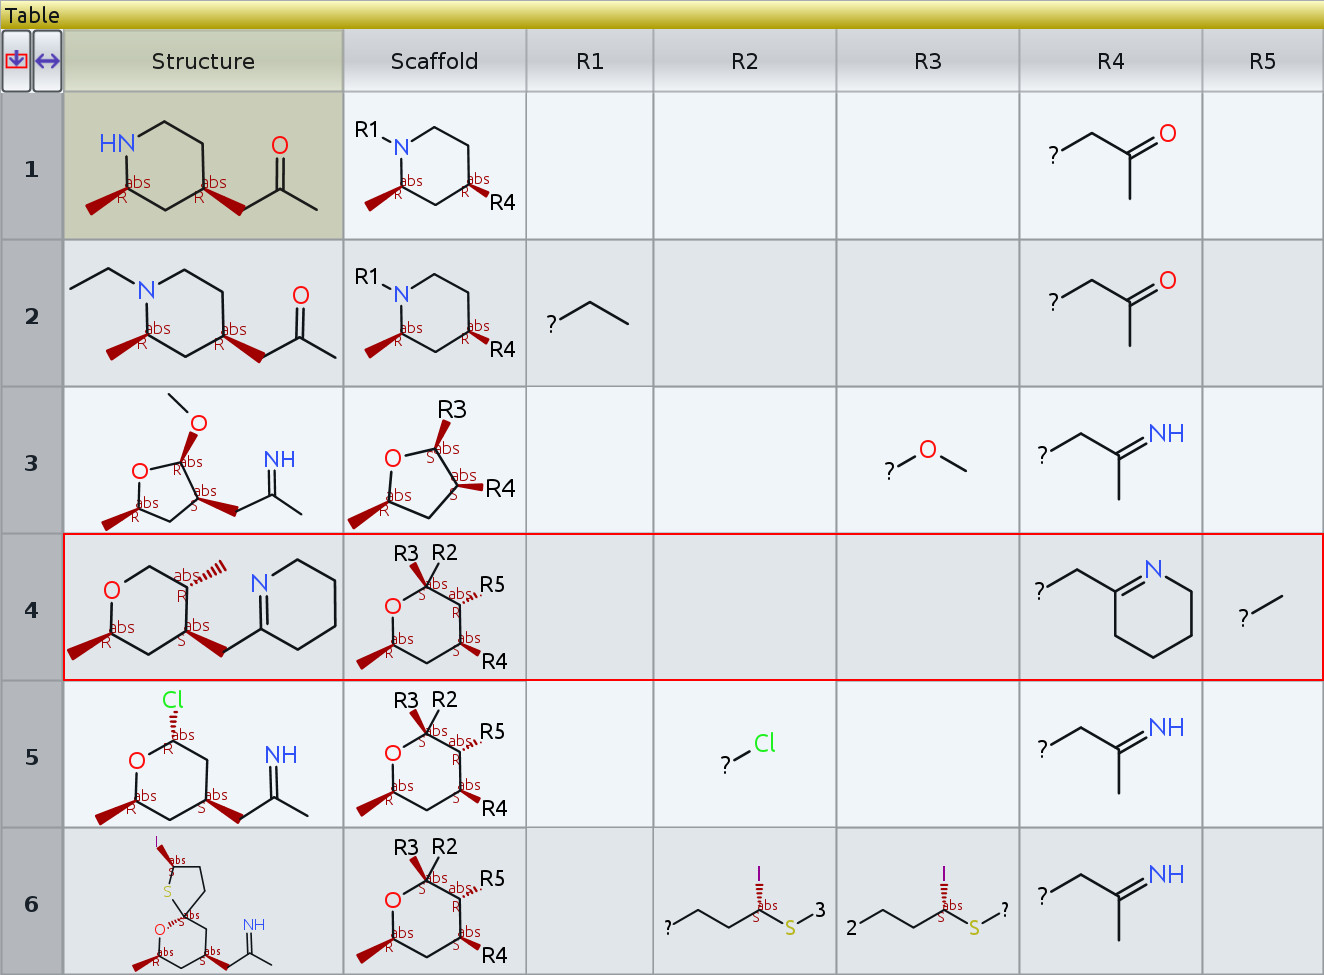 Table
Structure Scaffold R1 R2 R3 R4 R5
1 HN abs R abs R O R1 N abs R abs R R4 ? O
2 N abs R abs R O R1 N abs R abs R R4 ? ? O
3 O O abs R abs S abs R NH R3 O abs S abs S abs R R4 ? O ? NH
4 O abs R abs R abs S N R3 R2 O abs S R5 abs R abs R abs S R4 ? N ?
5 Cl O abs R abs R abs S NH R3 R2 O abs S R5 abs R abs R abs S R4 ? Cl ? NH
6 I abs S S abs S O abs R abs S NH R3 R2 O abs S R5 R abs R abs S R4 ? I abs S S 3 2 I abs S S ? ? NH